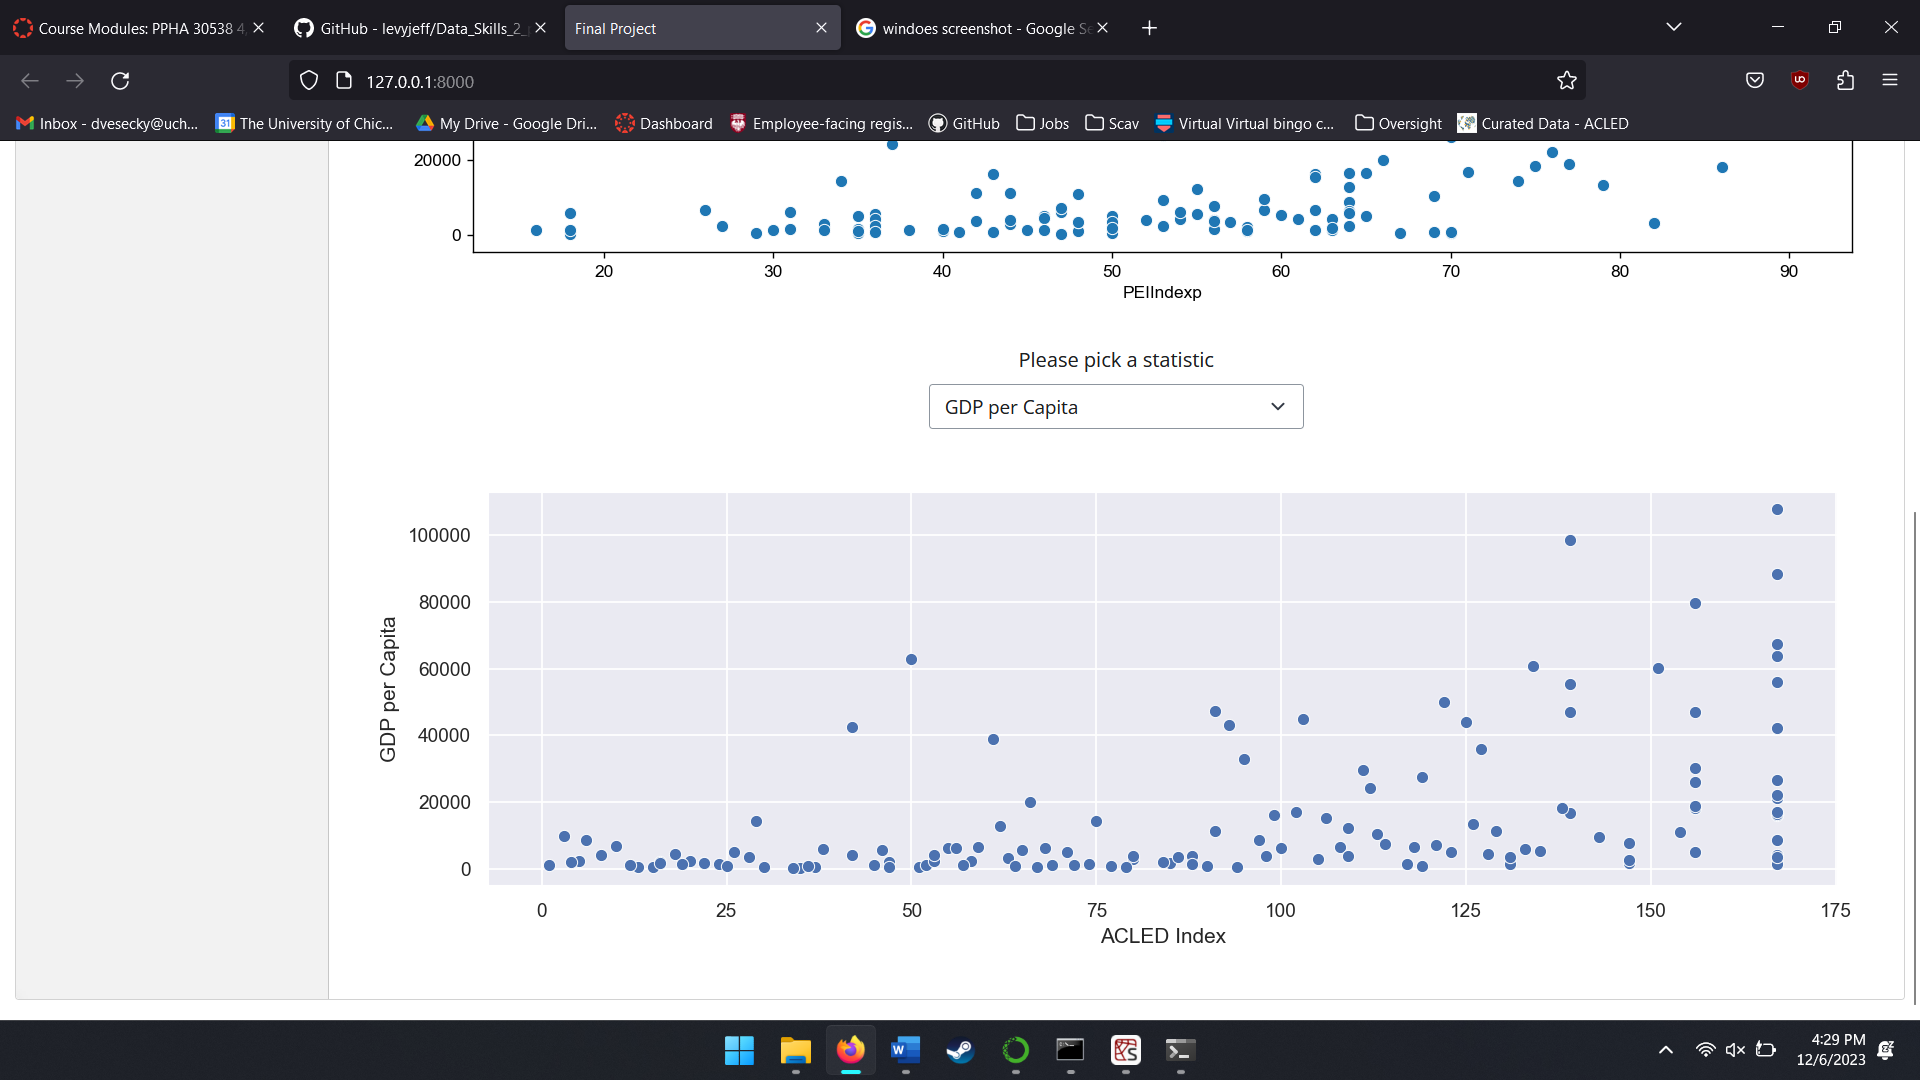 Course Modules: PPHA 30538 4
GitHub - levyjeff/Data_Skills_2_
Final Project
windoes screenshot - Google Se
127.0.0.1:8000
Inbox - dvesecky@uch...
The University of Chic...
My Drive - Google Dri...
Dashboard
Employee-facing regis...
GitHub
Jobs
Scav
Virtual Virtual bingo c...
Oversight
Curated Data - ACLED
20000
0
20 30 40 50 60 70 80 90
PEIIndexp
Please pick a statistic
GDP per Capita
100000
80000
60000
40000
20000
0
GDP per Capita
0 25 50 75 100 125 150 175
ACLED Index
4:29 PM
12/6/2023